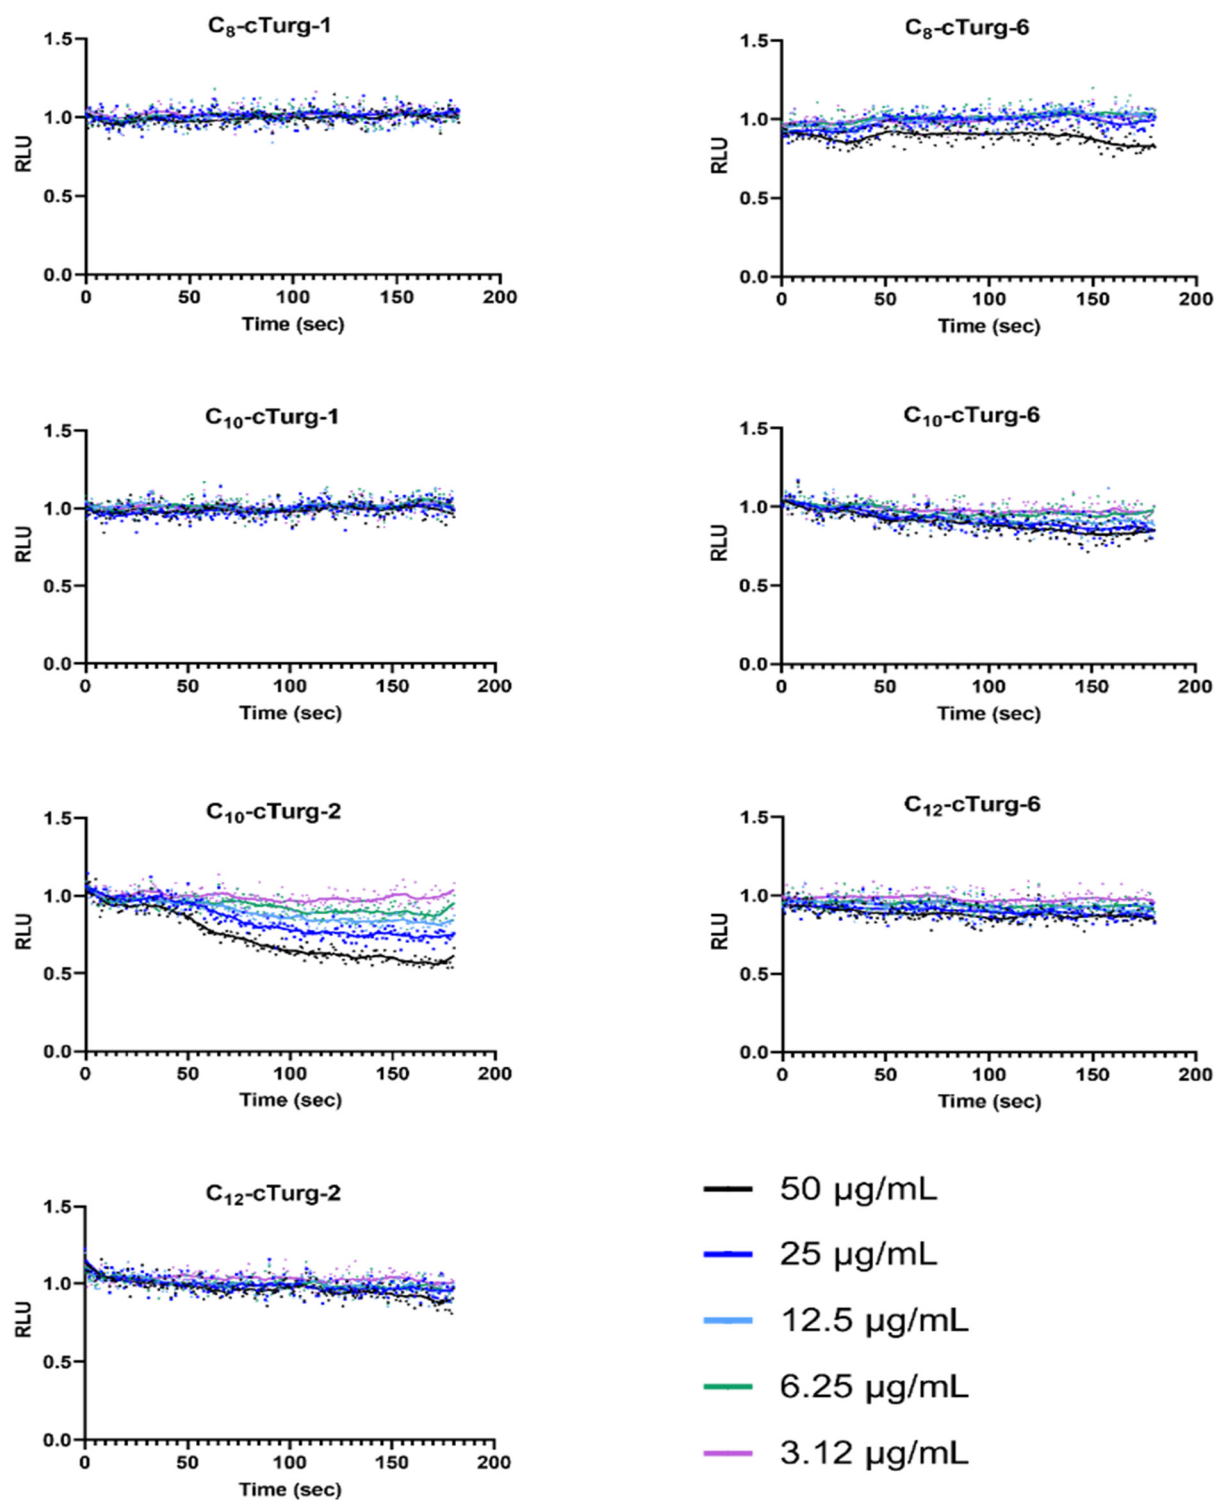 C₈-cTurg-1
1.5
1.0
0.5
0.0
RLU
0 50 100 150 200
Time (sec)
C₈-cTurg-6
1.5
1.0
0.5
0.0
RLU
0 50 100 150 200
Time (sec)
C₁₀-cTurg-1
1.5
1.0
0.5
0.0
RLU
0 50 100 150 200
Time (sec)
C₁₀-cTurg-6
1.5
1.0
0.5
0.0
RLU
0 50 100 150 200
Time (sec)
C₁₀-cTurg-2
1.5
1.0
0.5
0.0
RLU
0 50 100 150 200
Time (sec)
C₁₂-cTurg-6
1.5
1.0
0.5
0.0
RLU
0 50 100 150 200
Time (sec)
C₁₂-cTurg-2
1.5
1.0
0.5
0.0
RLU
0 50 100 150 200
Time (sec)
50 µg/mL
25 µg/mL
12.5 µg/mL
6.25 µg/mL
3.12 µg/mL